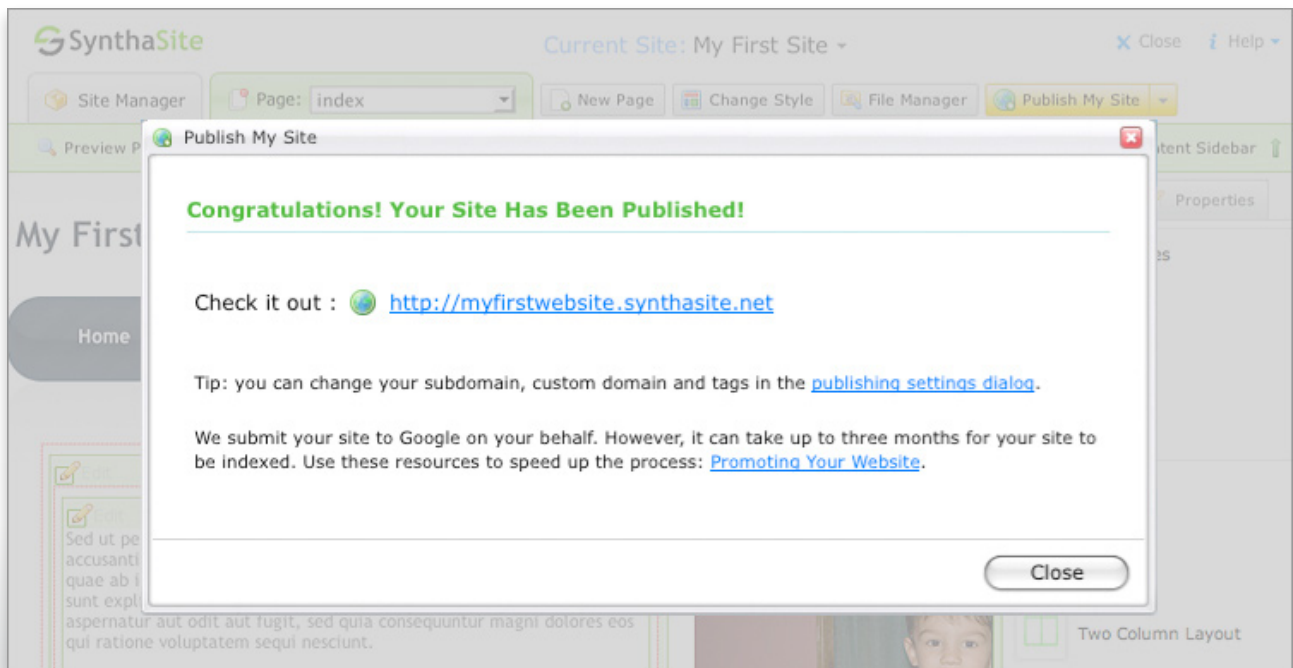 SynthaSite
Current Site: My First Site
Close
Help
Site Manager
Page: index
New Page
Change Style
File Manager
Publish My Site
Preview
Publish My Site
Sidebar
Properties
My First
Congratulations! Your Site Has Been Published!
Check it out : http://myfirstwebsite.synthasite.net
Home
Tip: you can change your subdomain, custom domain and tags in the publishing settings dialog.
We submit your site to Google on your behalf. However, it can take up to three months for your site to
be indexed. Use these resources to speed up the process: Promoting Your Website.
Edit
Edit
Sed ut
accusanti
quae ab i
sunt expl
aspernatur aut odit aut fugit, sed quia consequuntur magni dolores eos
qui ratione voluptatem sequi nesciunt.
Close
Two Column Layout